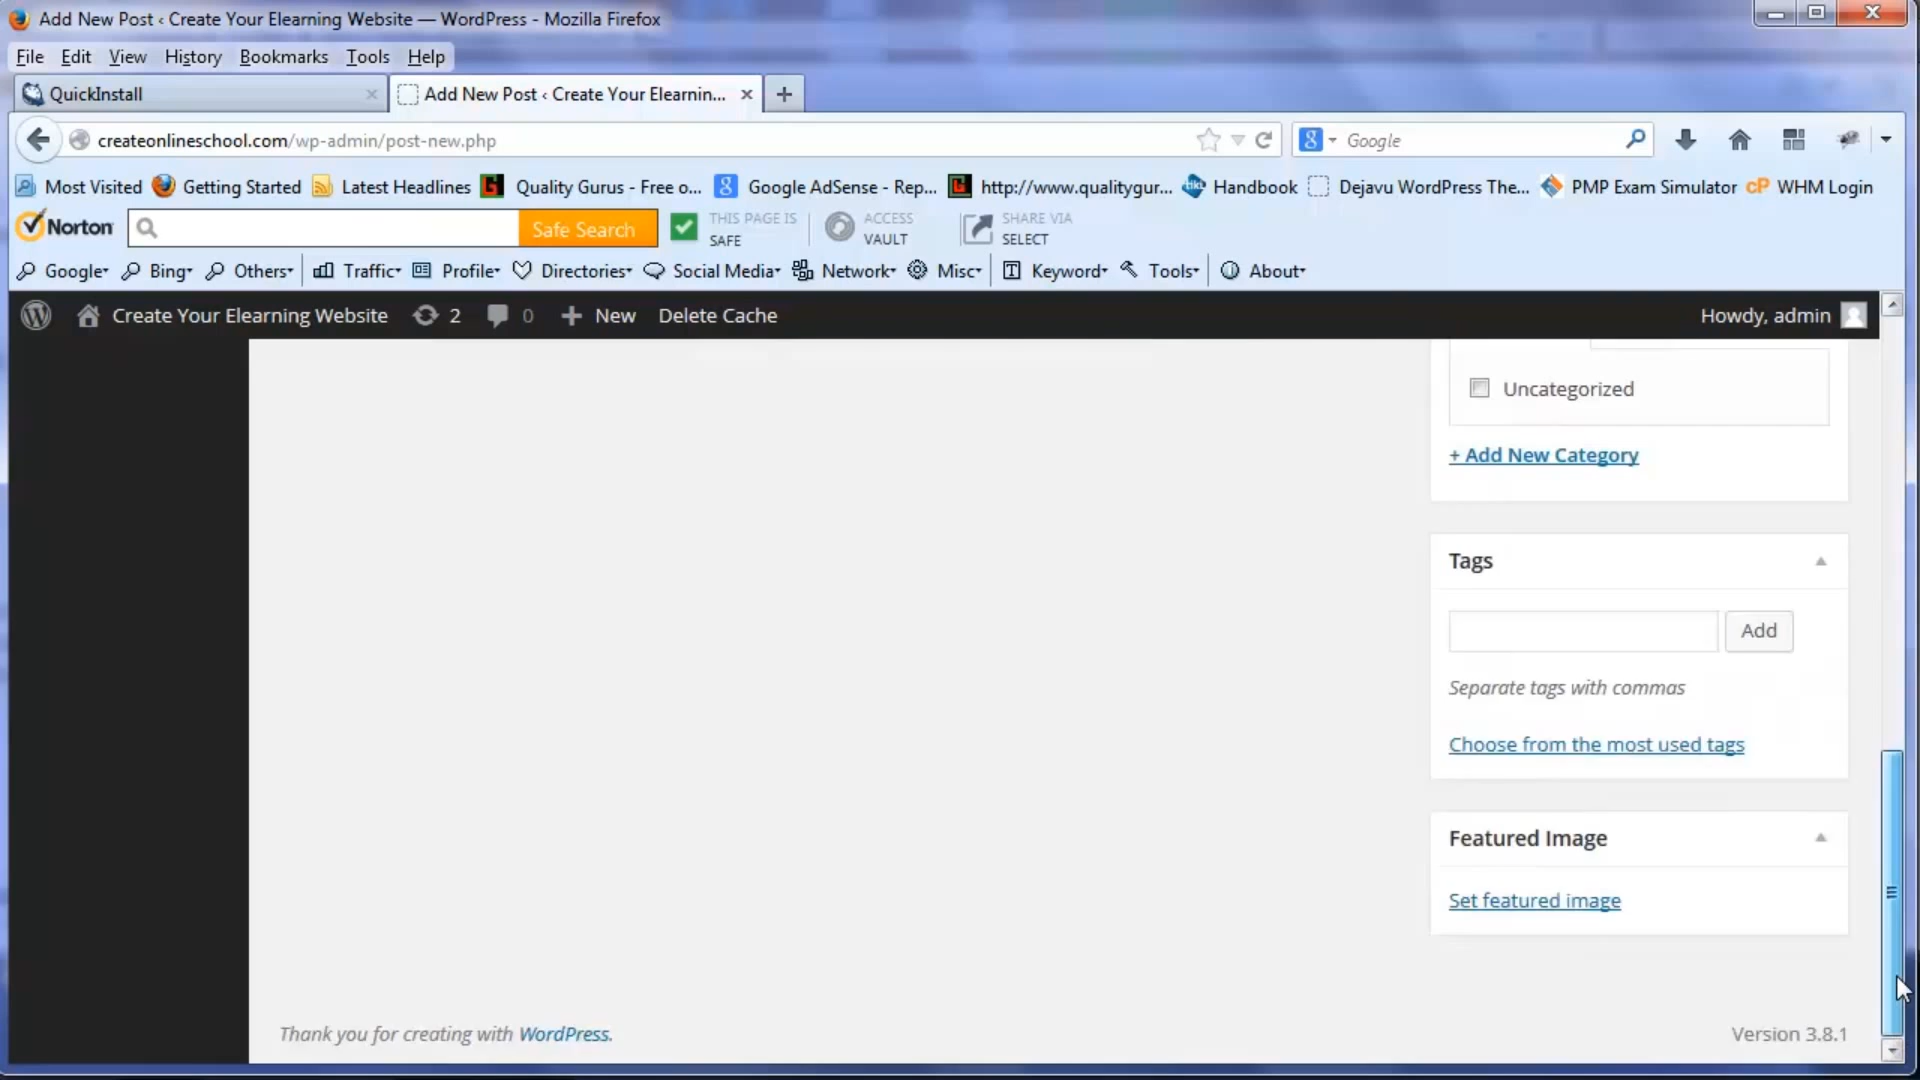 Add New Post ‹ Create Your Elearning Website — WordPress - Mozilla Firefox
File Edit View History Bookmarks Tools Help
QuickInstall Add New Post ‹ Create Your Elearnin...
createonlineschool.com/wp-admin/post-new.php Google
Most Visited Getting Started Latest Headlines Quality Gurus - Free o... Google AdSense - Rep... http://www.qualitygur... Handbook Dejavu WordPress The... PMP Exam Simulator WHM Login
Norton Safe Search THIS PAGE IS SAFE ACCESS VAULT SHARE VIA SELECT
Google Bing Others Traffic Profile Directories Social Media Network Misc Keyword Tools About
Create Your Elearning Website 2 0 New Delete Cache Howdy, admin
Uncategorized
+ Add New Category
Tags
Add
Separate tags with commas
Choose from the most used tags
Featured Image
Set featured image
Thank you for creating with WordPress. Version 3.8.1